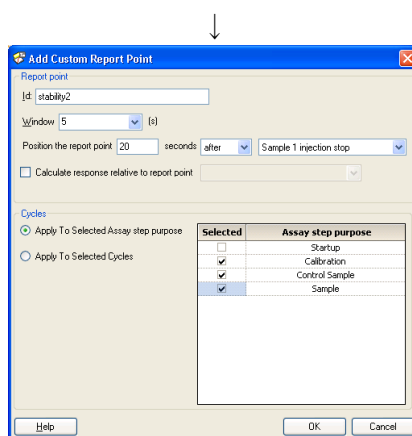 Add Custom Report Point
Report point
Id: stability2
Window 5 (s)
Position the report point 20 seconds after Sample 1 injection stop
Calculate response relative to report point
Cycles
Apply To Selected Assay step purpose
Apply To Selected Cycles
Selected Assay step purpose
Startup
Calibration
Control Sample
Sample
Help OK Cancel